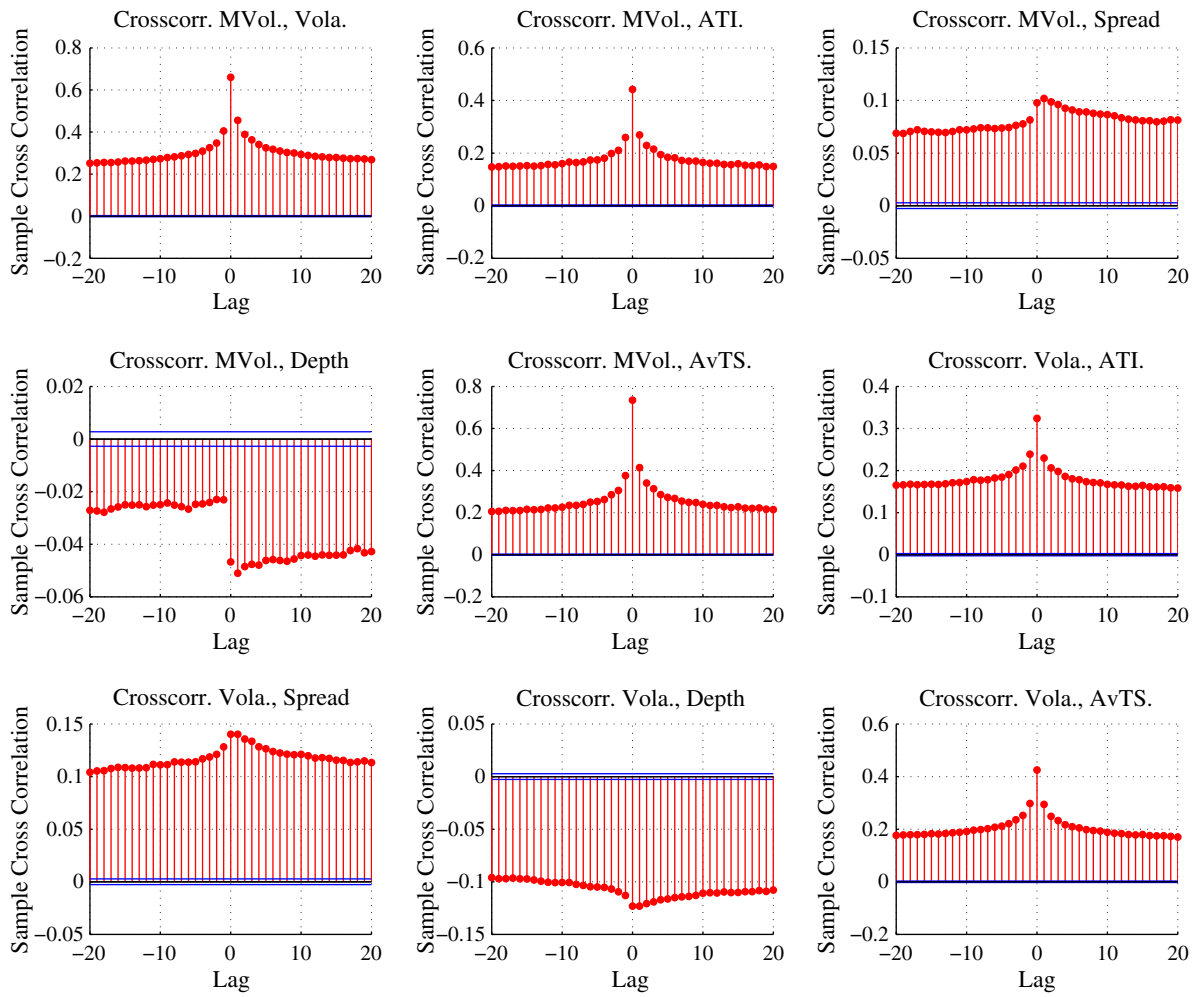 Crosscorr. MVol., Vola.
Sample Cross Correlation
0.8
0.6
0.4
0.2
0
−0.2
−20 −10 0 10 20
Lag
Crosscorr. MVol., ATI.
Sample Cross Correlation
0.6
0.4
0.2
0
−0.2
−20 −10 0 10 20
Lag
Crosscorr. MVol., Spread
Sample Cross Correlation
0.15
0.1
0.05
0
−0.05
−20 −10 0 10 20
Lag
Crosscorr. MVol., Depth
Sample Cross Correlation
0.02
0
−0.02
−0.04
−0.06
−20 −10 0 10 20
Lag
Crosscorr. MVol., AvTS.
Sample Cross Correlation
0.8
0.6
0.4
0.2
0
−0.2
−20 −10 0 10 20
Lag
Crosscorr. Vola., ATI.
Sample Cross Correlation
0.4
0.3
0.2
0.1
0
−0.1
−20 −10 0 10 20
Lag
Crosscorr. Vola., Spread
Sample Cross Correlation
0.15
0.1
0.05
0
−0.05
−20 −10 0 10 20
Lag
Crosscorr. Vola., Depth
Sample Cross Correlation
0.05
0
−0.05
−0.1
−0.15
−20 −10 0 10 20
Lag
Crosscorr. Vola., AvTS.
Sample Cross Correlation
0.6
0.4
0.2
0
−0.2
−20 −10 0 10 20
Lag